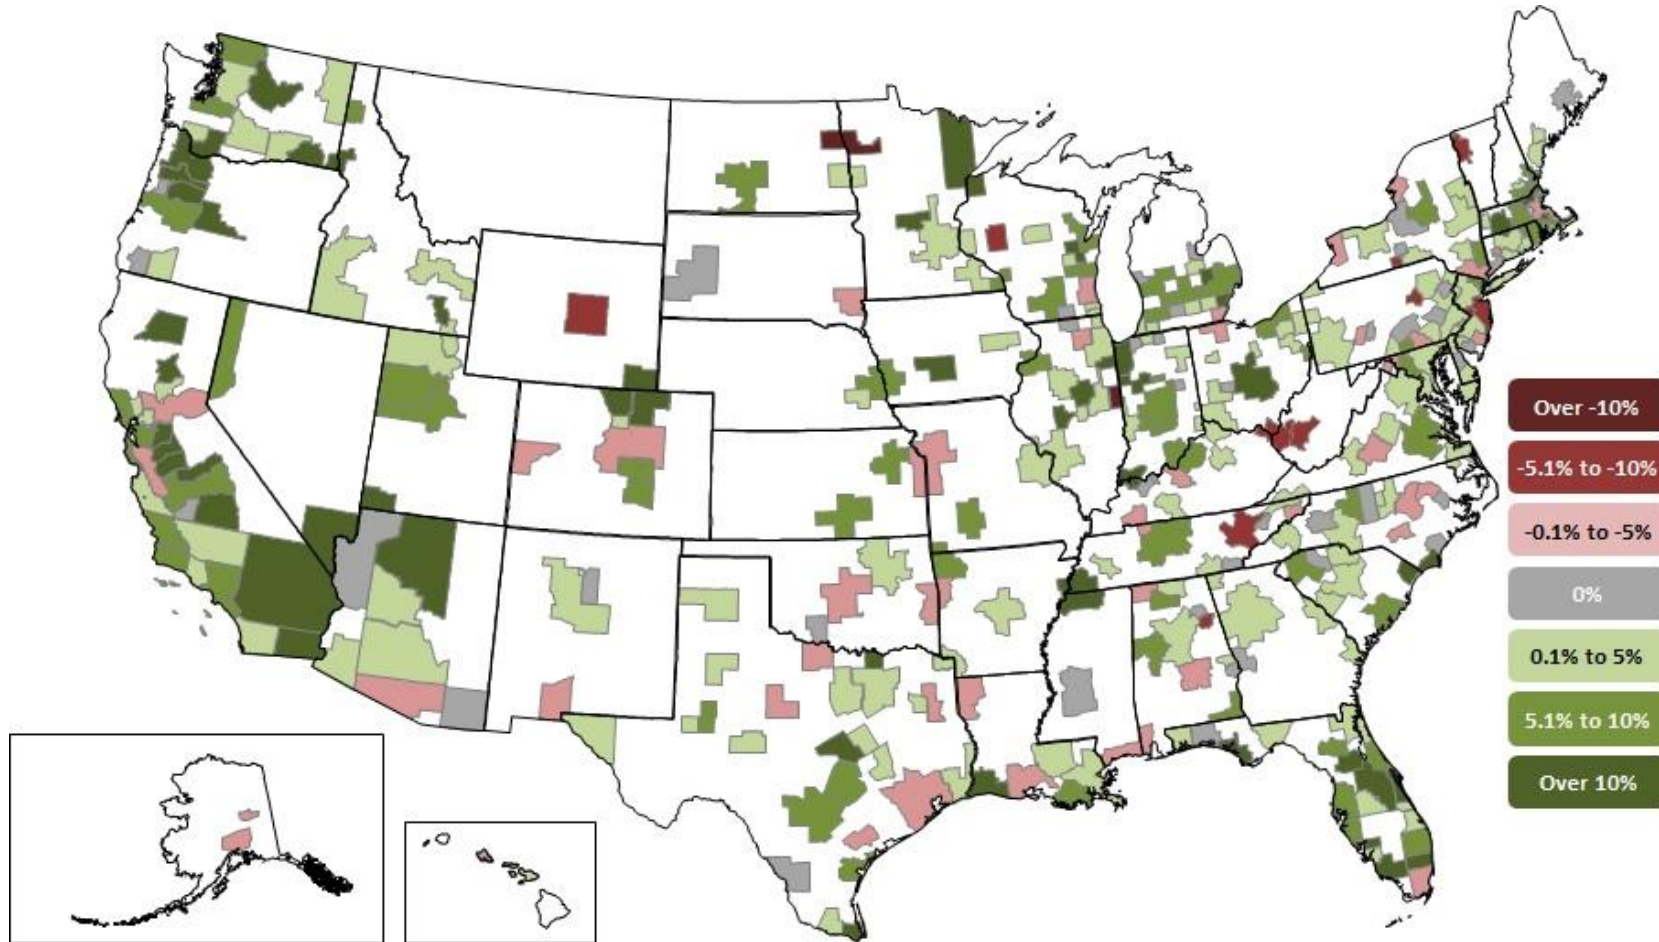 Over -10%
-5.1% to -10%
-0.1% to -5%
0%
0.1% to 5%
5.1% to 10%
Over 10%